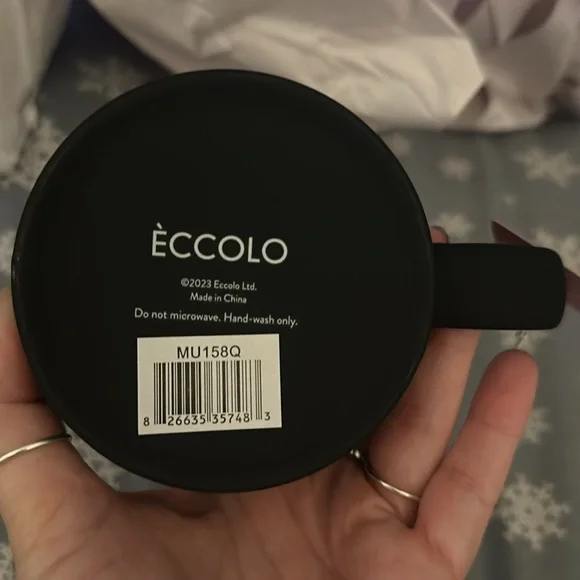 ÈCCOLO
©2023 Eccolo Ltd.
Made in China
Do not microwave. Hand-wash only.
MU158Q
8 26635 35748 3